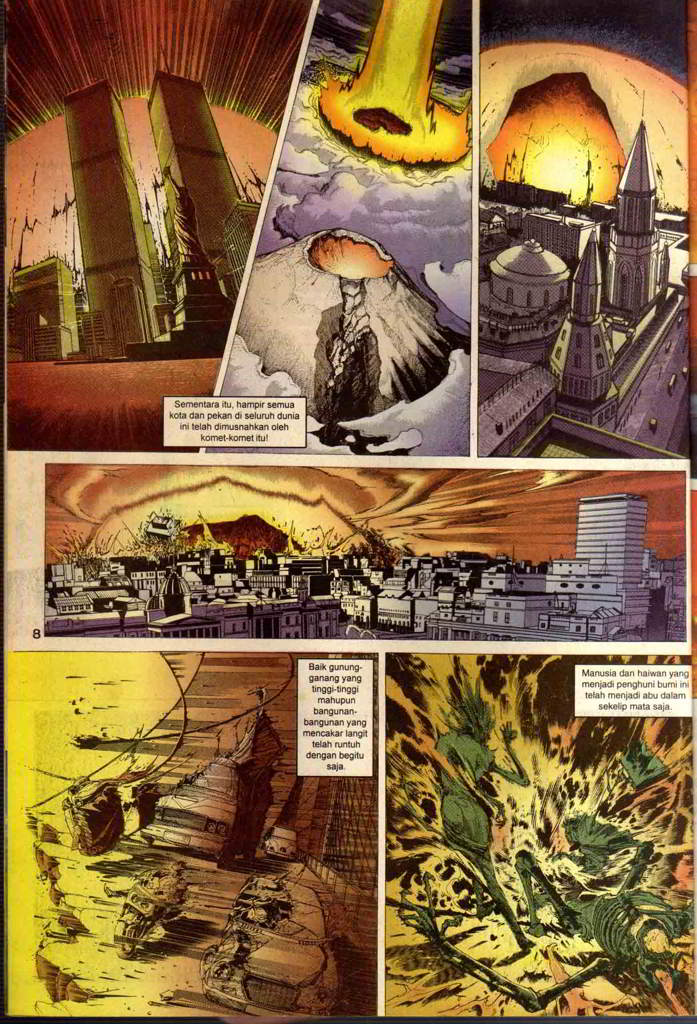 Sementara itu, hampir semua
kota dan pekan di seluruh dunia
ini telah dimusnahkan oleh
komet-komet itu!
8
Baik gunung-
ganang yang
tinggi-tinggi
mahupun
bangunan-
bangunan yang
mencakar langit
telah runtuh
dengan begitu
saja.
Manusia dan haiwan yang
menjadi penghuni bumi ini
telah menjadi abu dalam
sekelip mata saja.